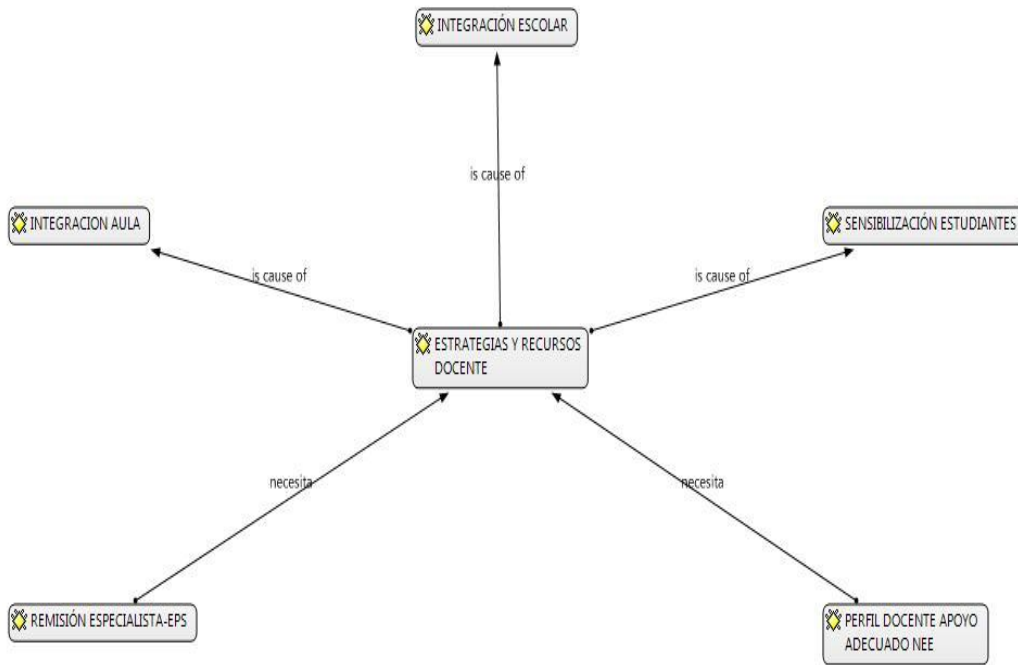 INTEGRACIÓN ESCOLAR
is cause of
INTEGRACION AULA
SENSIBILIZACIÓN ESTUDIANTES
is cause of
is cause of
ESTRATEGIAS Y RECURSOS
DOCENTE
necesita
necesita
REMISIÓN ESPECIALISTA-EPS
PERFIL DOCENTE APOYO
ADECUADO NEE